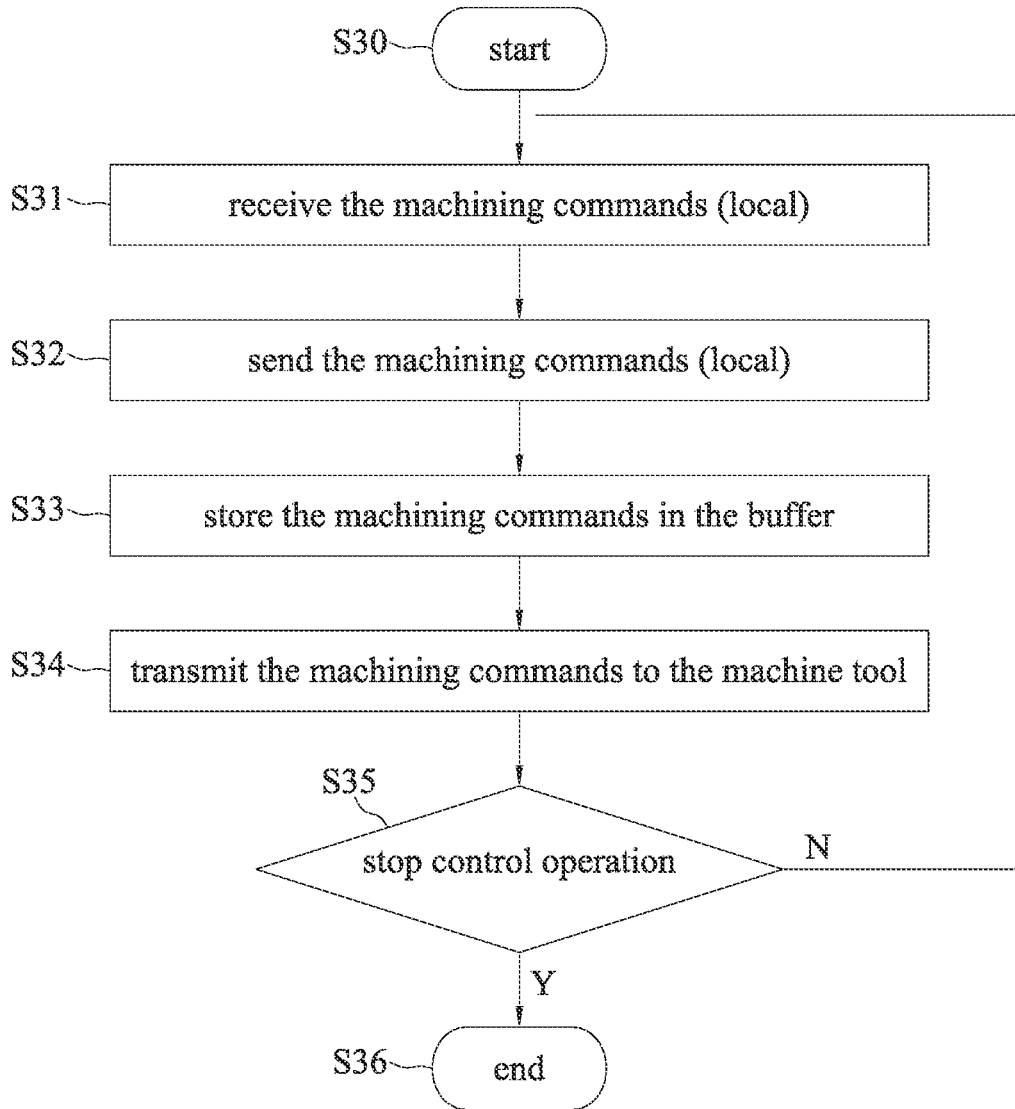 S30
start
S31
receive the machining commands (local)
S32
send the machining commands (local)
S33
store the machining commands in the buffer
S34
transmit the machining commands to the machine tool
S35
stop control operation
N
Y
S36
end